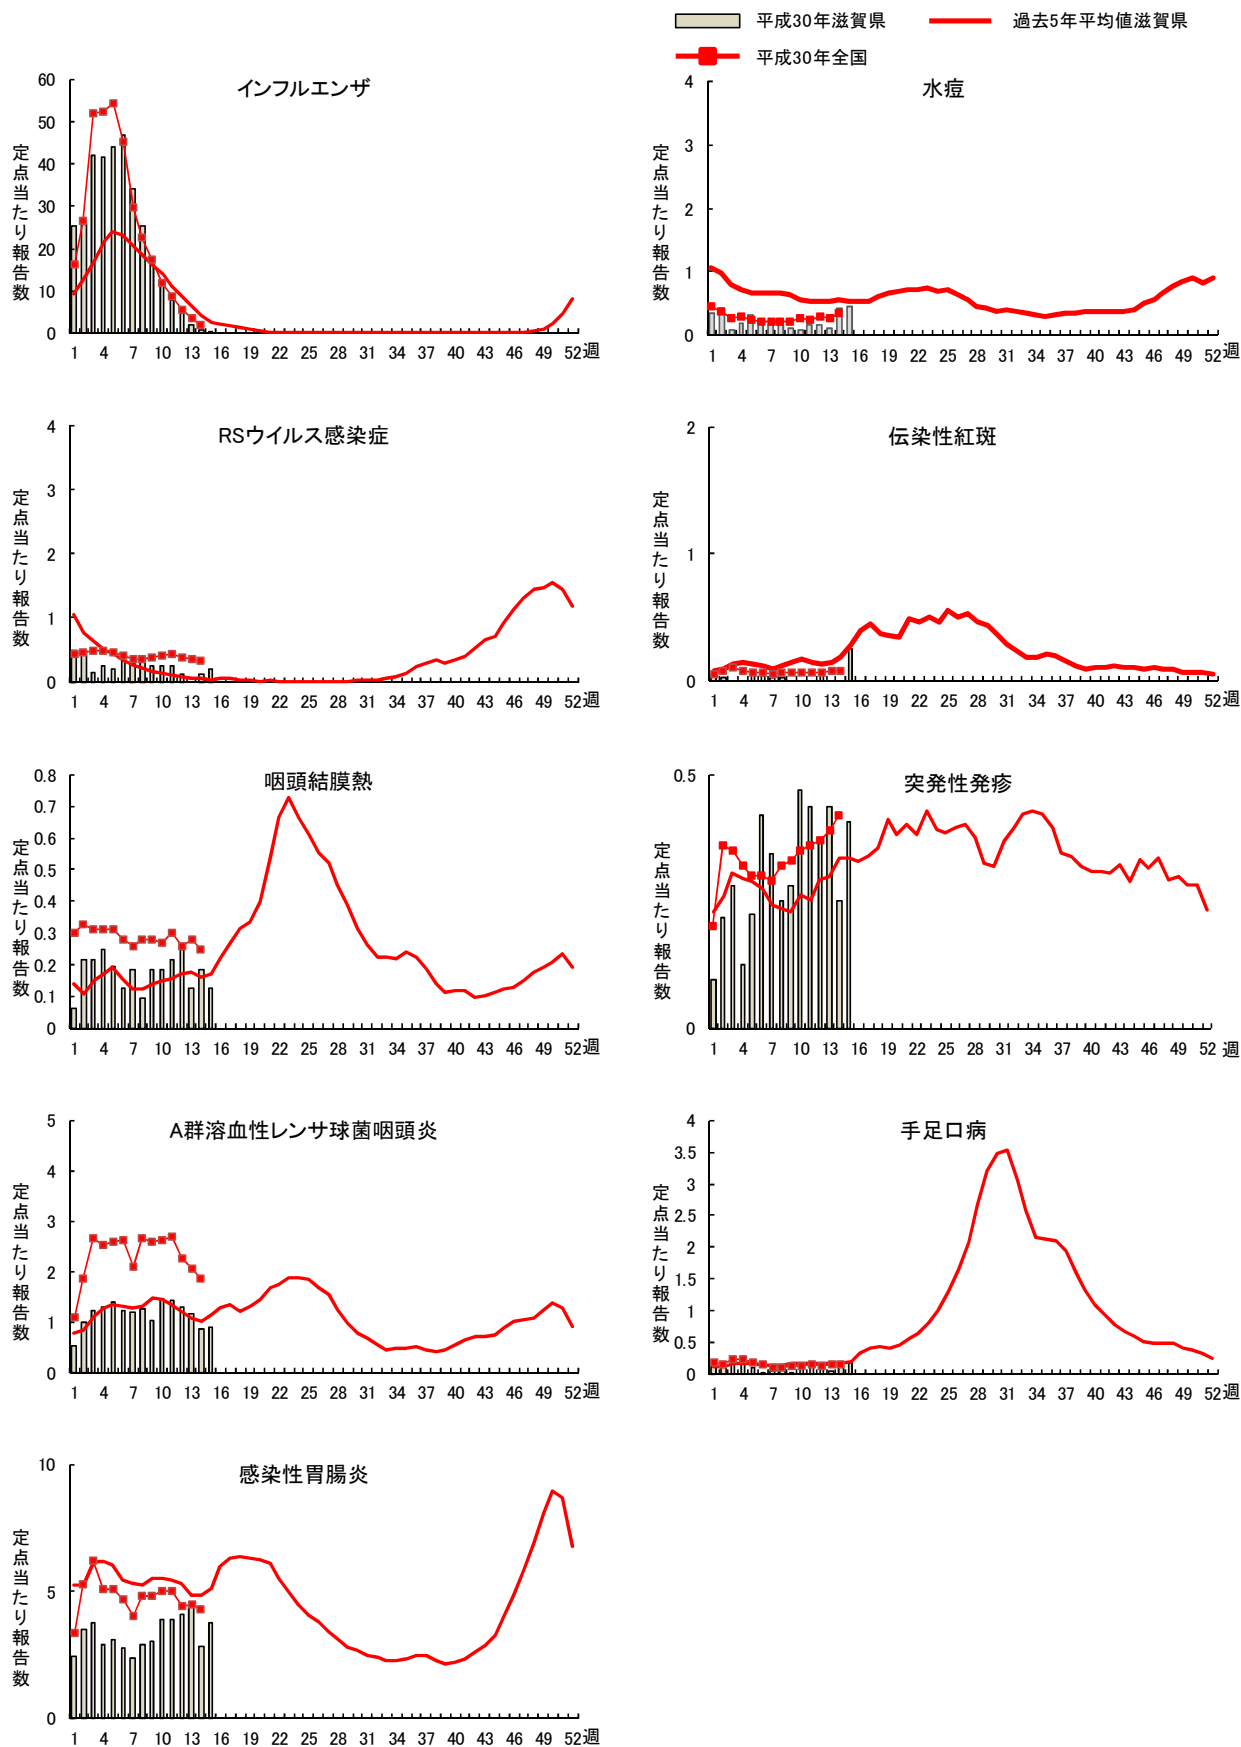 平成30年滋賀県 過去5年平均値滋賀県
平成30年全国
インフルエンザ
定点当たり報告数
60
50
40
30
20
10
0
1 4 7 10 13 16 19 22 25 28 31 34 37 40 43 46 49 52週
水痘
定点当たり報告数
4
3
2
1
0
1 4 7 10 13 16 19 22 25 28 31 34 37 40 43 46 49 52週
RSウイルス感染症
定点当たり報告数
4
3
2
1
0
1 4 7 10 13 16 19 22 25 28 31 34 37 40 43 46 49 52週
伝染性紅斑
定点当たり報告数
2
1
0
1 4 7 10 13 16 19 22 25 28 31 34 37 40 43 46 49 52週
咽頭結膜熱
定点当たり報告数
0.8
0.7
0.6
0.5
0.4
0.3
0.2
0.1
0
1 4 7 10 13 16 19 22 25 28 31 34 37 40 43 46 49 52週
突発性発疹
定点当たり報告数
0.5
0
1 4 7 10 13 16 19 22 25 28 31 34 37 40 43 46 49 52週
A群溶血性レンサ球菌咽頭炎
定点当たり報告数
5
4
3
2
1
0
1 4 7 10 13 16 19 22 25 28 31 34 37 40 43 46 49 52週
手足口病
定点当たり報告数
4
3.5
3
2.5
2
1.5
1
0.5
0
1 4 7 10 13 16 19 22 25 28 31 34 37 40 43 46 49 52週
感染性胃腸炎
定点当たり報告数
10
5
0
1 4 7 10 13 16 19 22 25 28 31 34 37 40 43 46 49 52週